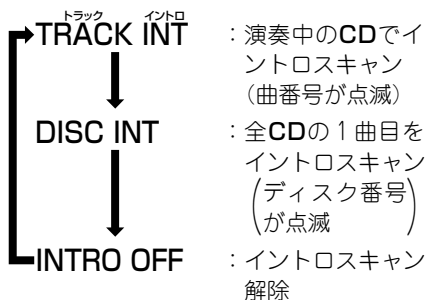 トラック イントロ
TRACK INT
：演奏中のCDでイ
ントロスキャン
（曲番号が点滅）
DISC INT
：全CDの１曲目を
イントロスキャン
（ディスク番号
が点滅）
INTRO OFF
：イントロスキャン
解除